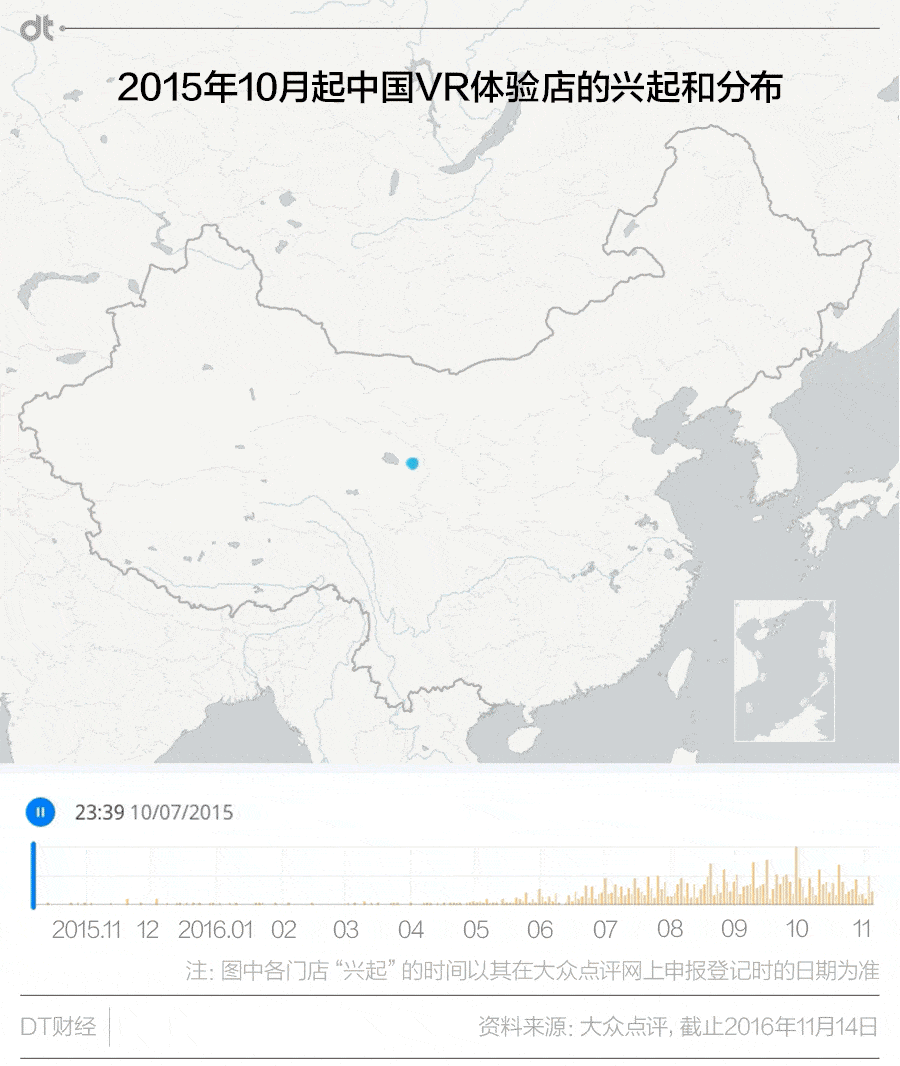 dt
2015年10月起中国VR体验店的兴起和分布
23:39 10/07/2015
2015.11 12 2016.01 02 03 04 05 06 07 08 09 10 11
注: 图中各门店“兴起”的时间以其在大众点评网上申报登记时的日期为准
DT财经
资料来源: 大众点评, 截止2016年11月14日